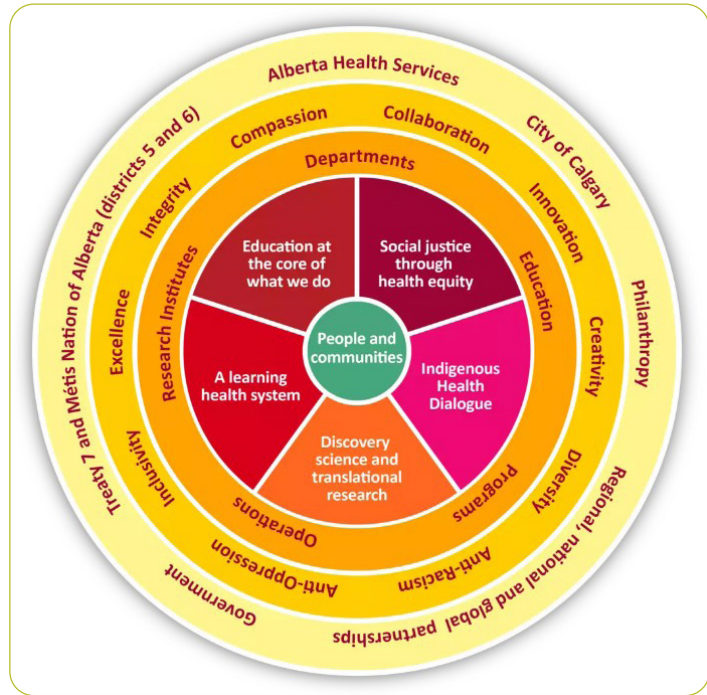 Alberta Health Services
City of Calgary
Philanthropy
Regional, national and global partnerships
Government
Treaty 7 and Métis Nation of Alberta (districts 5 and 6)
Compassion
Collaboration
Innovation
Creativity
Diversity
Anti-Racism
Anti-Oppression
Inclusivity
Excellence
Integrity
Departments
Education
Programs
Operations
Research Institutes
Education at
the core of
what we do
Social justice
through
health equity
Indigenous
Health
Dialogue
Discovery
science and
translational
research
A learning
health system
People and
communities